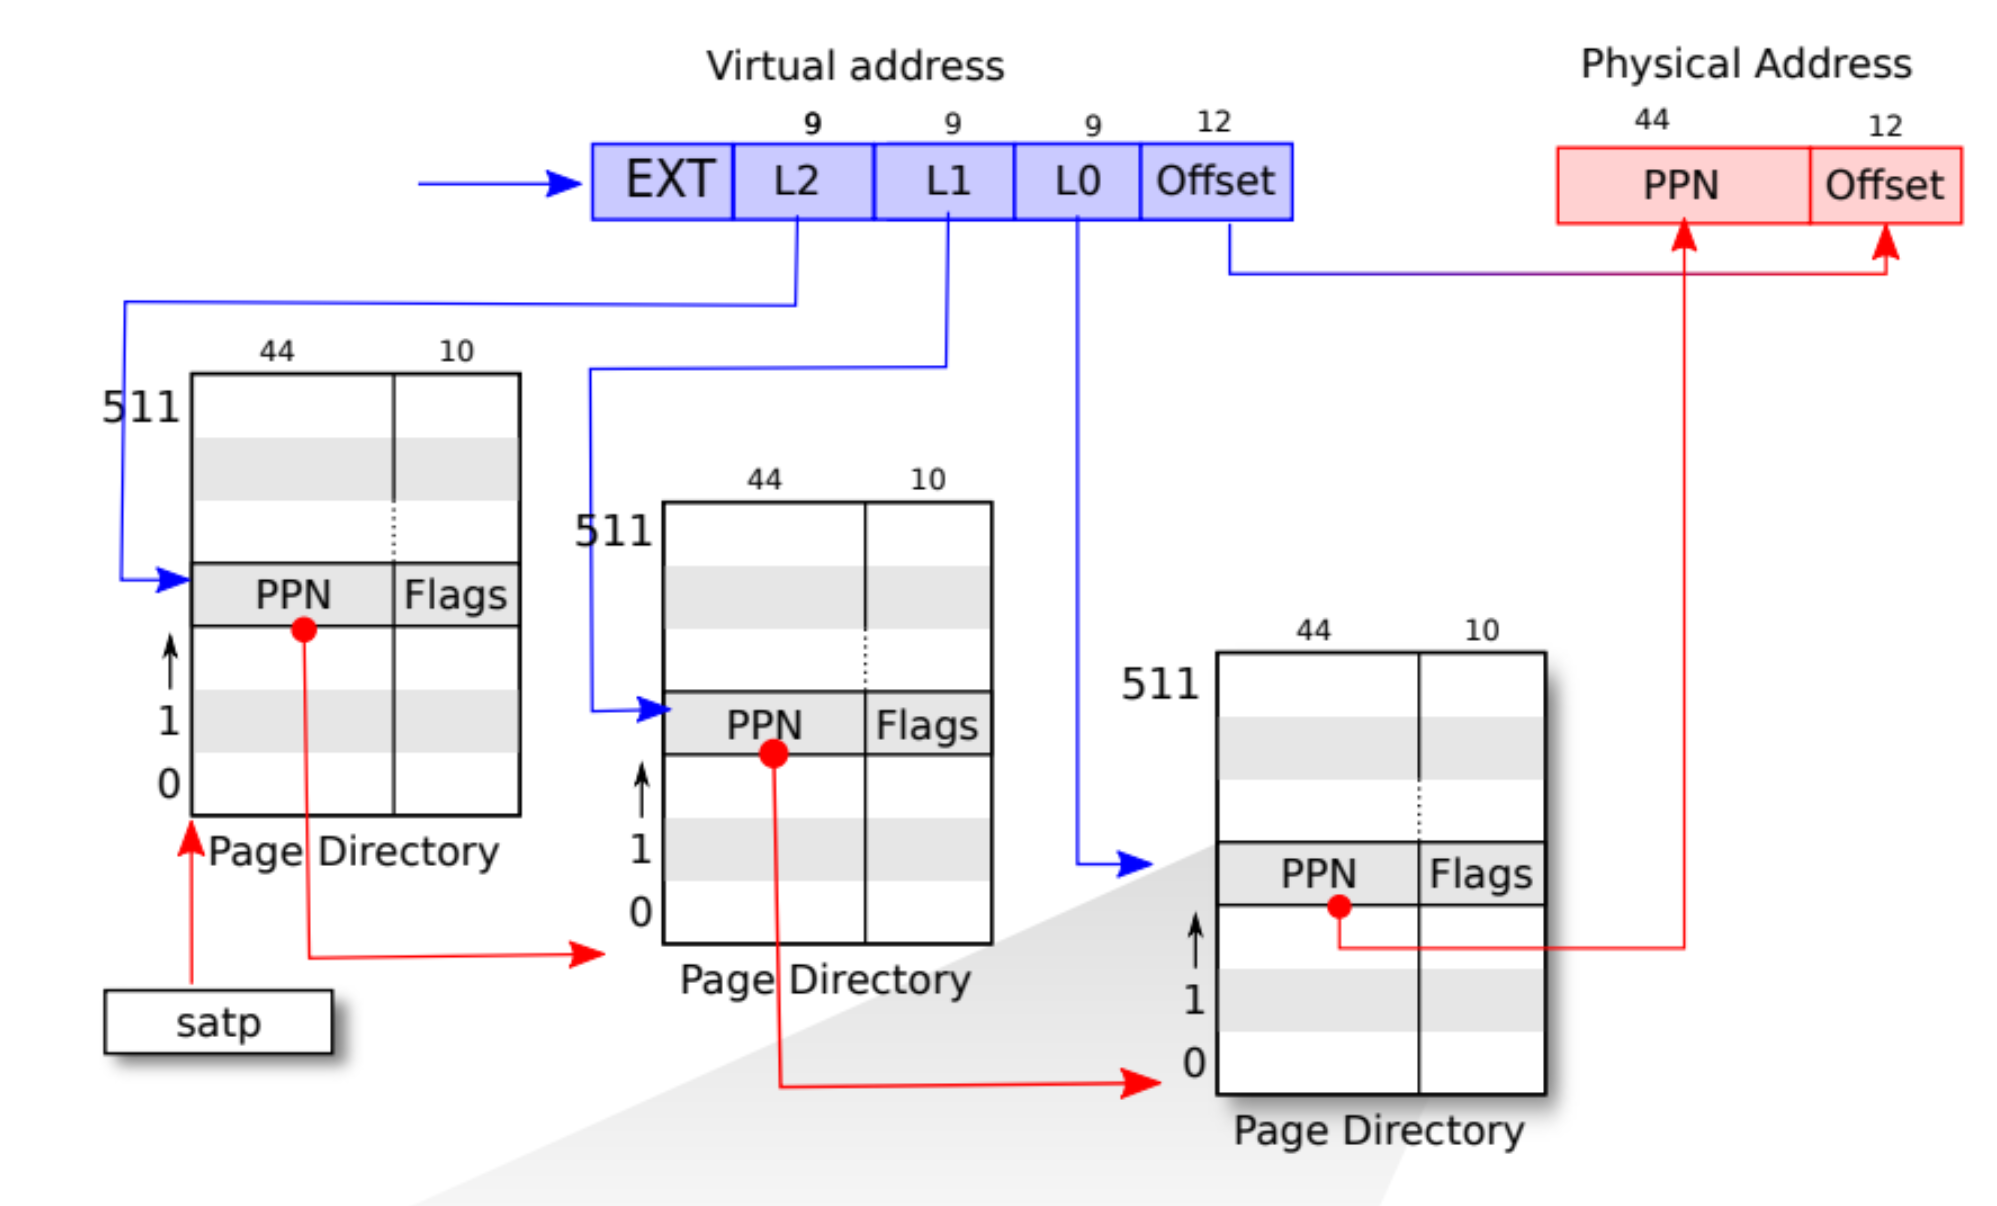 Virtual address
Physical Address
9 9 9 12
44 12
EXT L2 L1 L0 Offset
PPN Offset
44 10
511
PPN Flags
1
0
Page Directory
satp
44 10
511
PPN Flags
1
0
Page Directory
44 10
511
PPN Flags
1
0
Page Directory